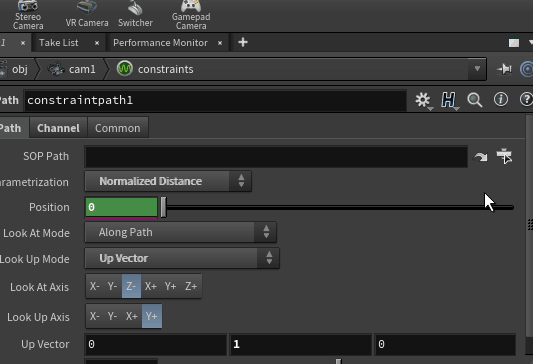 Stereo Camera VR Camera Switcher Gamepad Camera
1 × Take List × Performance Monitor × +
obj cam1 constraints
Path constraintpath1
Path Channel Common
SOP Path
arametrization Normalized Distance
Position 0
Look At Mode Along Path
Look Up Mode Up Vector
Look At Axis X- Y- Z- X+ Y+ Z+
Look Up Axis X- Y- X+ Y+
Up Vector 0 1 0